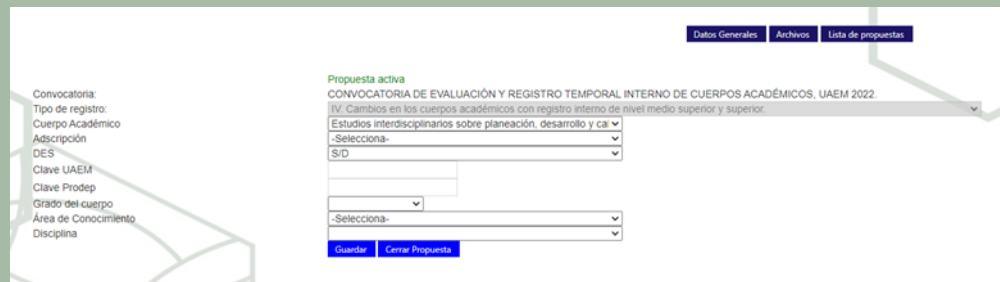 Datos Generales Archivos Lista de propuestas
Propuesta activa
Convocatoria: CONVOCATORIA DE EVALUACIÓN Y REGISTRO TEMPORAL INTERNO DE CUERPOS ACADÉMICOS, UAEM 2022.
Tipo de registro: IV. Cambios en los cuerpos académicos con registro interno de nivel medio superior y superior.
Cuerpo Académico Estudios interdisciplinarios sobre planeación, desarrollo y cal
Adscripción -Selecciona-
DES S/D
Clave UAEM
Clave Prodep
Grado del cuerpo
Área de Conocimiento -Selecciona-
Disciplina
Guardar Cerrar Propuesta